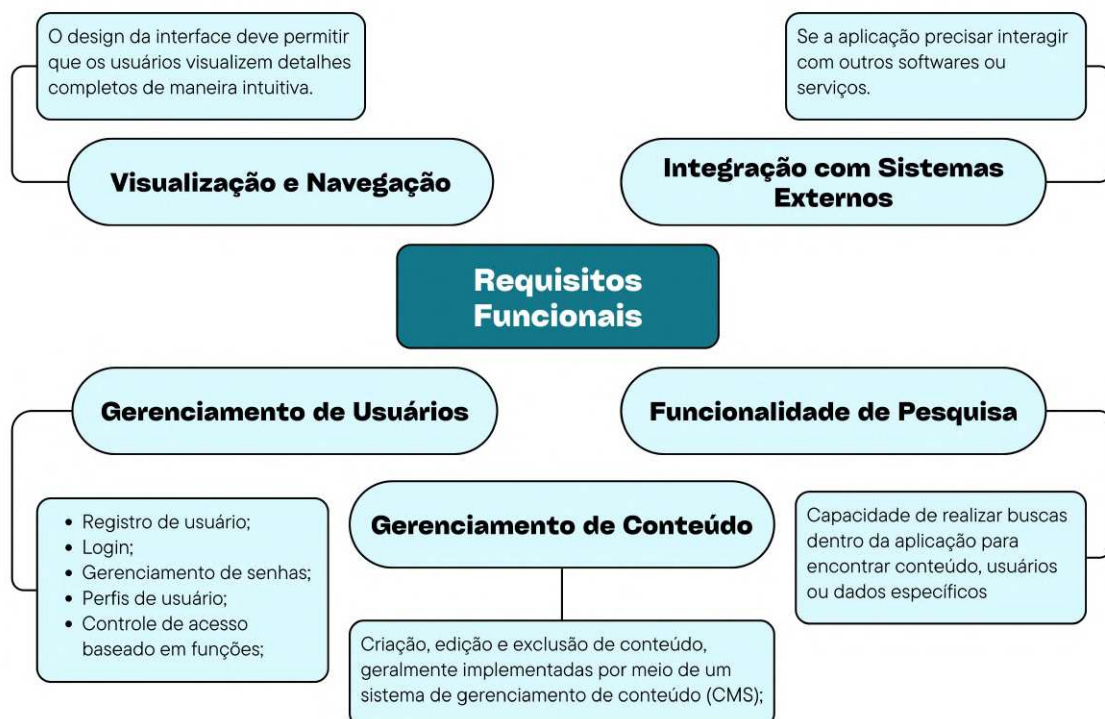 O design da interface deve permitir
que os usuários visualizem detalhes
completos de maneira intuitiva.
Visualização e Navegação
Se a aplicação precisar interagir
com outros softwares ou
serviços.
Integração com Sistemas
Externos
Requisitos
Funcionais
Gerenciamento de Usuários
• Registro de usuário;
• Login;
• Gerenciamento de senhas;
• Perfis de usuário;
• Controle de acesso
baseado em funções;
Gerenciamento de Conteúdo
Criação, edição e exclusão de conteúdo,
geralmente implementadas por meio de um
sistema de gerenciamento de conteúdo (CMS);
Funcionalidade de Pesquisa
Capacidade de realizar buscas
dentro da aplicação para
encontrar conteúdo, usuários
ou dados específicos